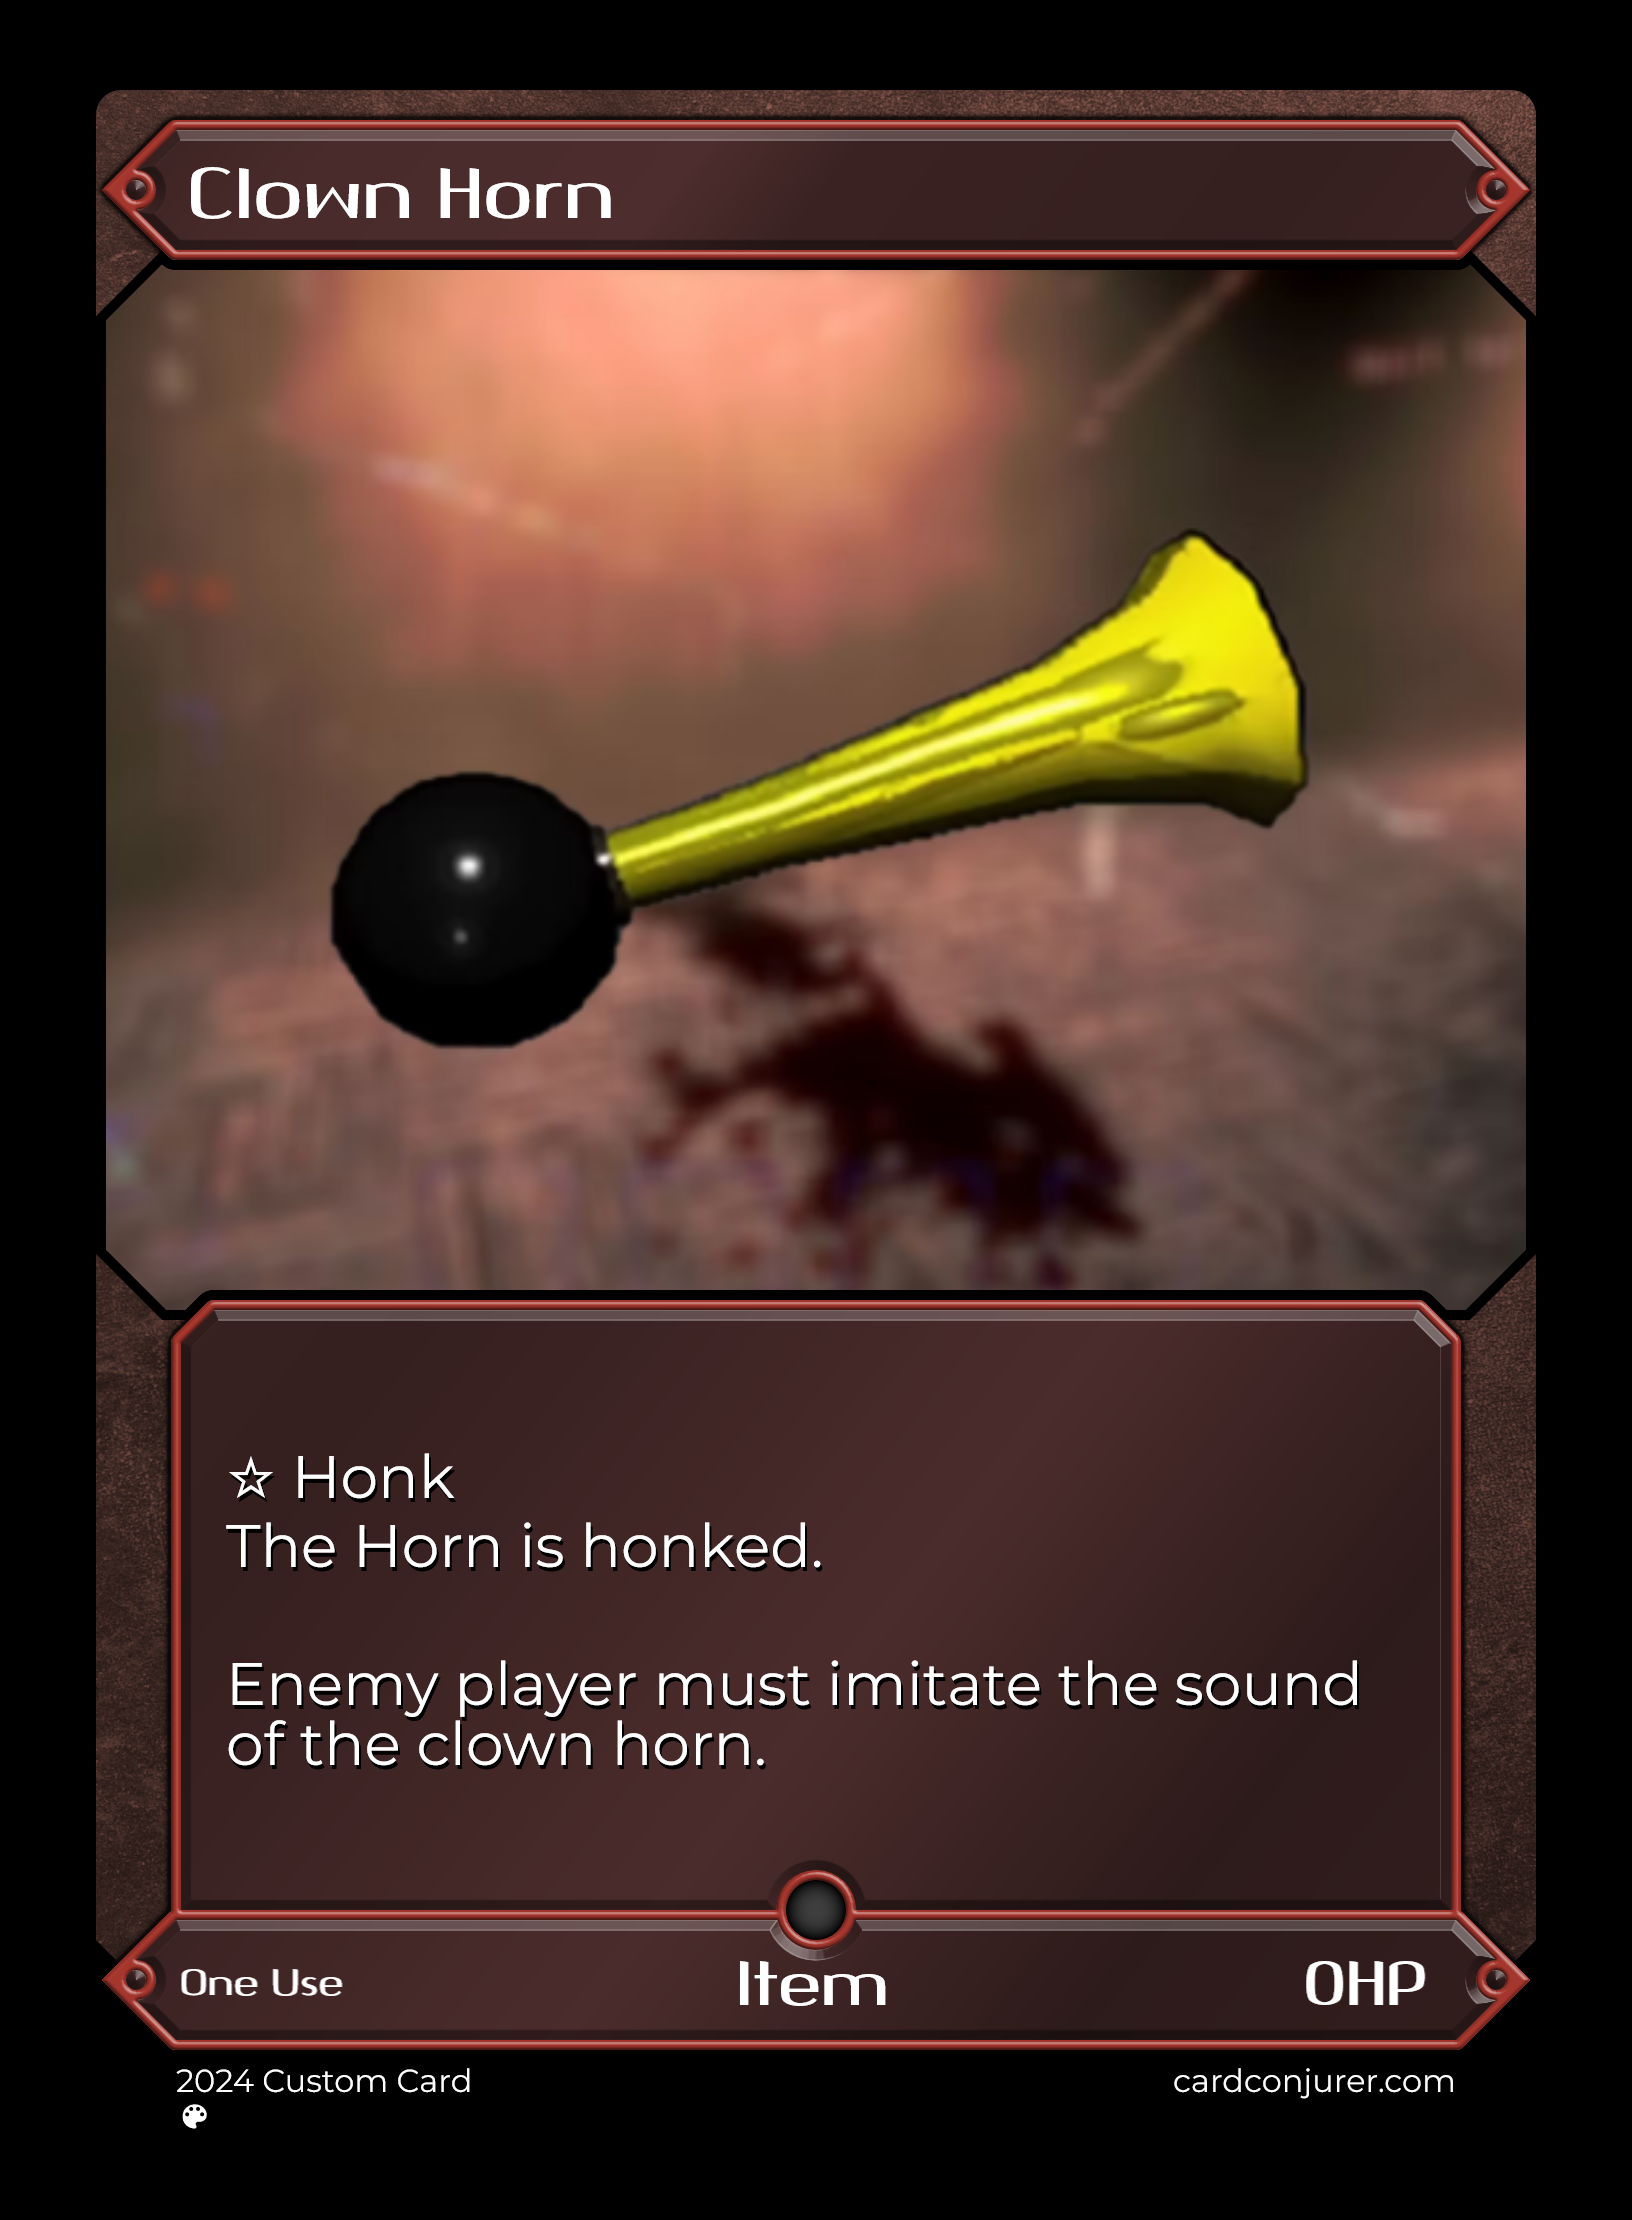 Clown Horn
☆ Honk
The Horn is honked.
Enemy player must imitate the sound
of the clown horn.
One Use
Item
0HP
2024 Custom Card
cardconjurer.com